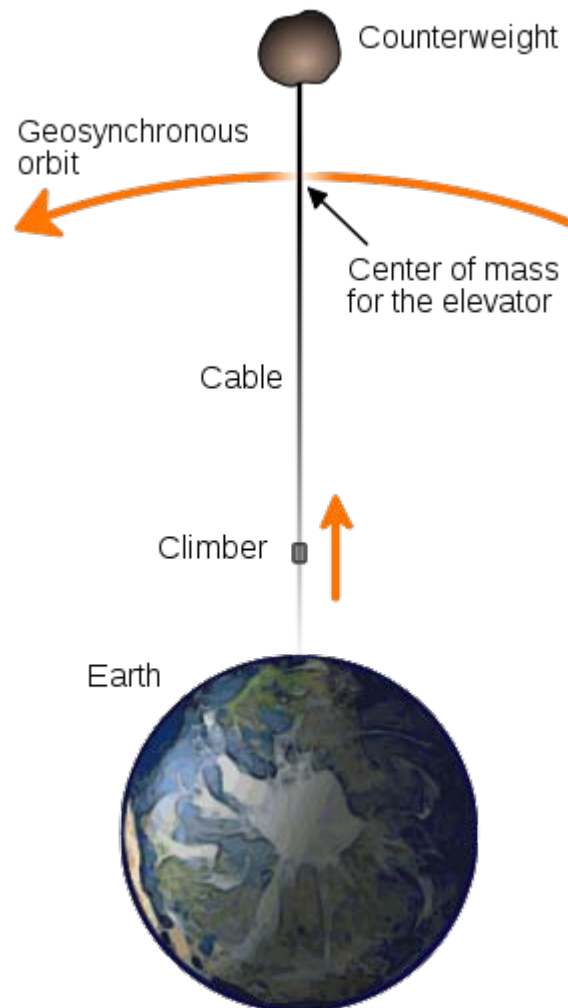 Counterweight
Geosynchronous
orbit
Center of mass
for the elevator
Cable
Climber
Earth